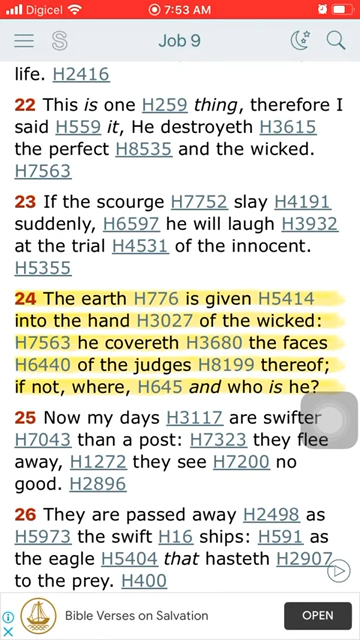 Digicel 7:53 AM
Job 9
life. H2416
22 This is one H259 thing, therefore I
said H559 it, He destroyeth H3615
the perfect H8535 and the wicked.
H7563
23 If the scourge H7752 slay H4191
suddenly, H6597 he will laugh H3932
at the trial H4531 of the innocent.
H5355
24 The earth H776 is given H5414
into the hand H3027 of the wicked:
H7563 he covereth H3680 the faces
H6440 of the judges H8199 thereof;
if not, where, H645 and who is he?
25 Now my days H3117 are swifter
H7043 than a post: H7323 they flee
away, H1272 they see H7200 no
good. H2896
26 They are passed away H2498 as
H5973 the swift H16 ships: H591 as
the eagle H5404 that hasteth H2907
to the prey. H400
Bible Verses on Salvation OPEN